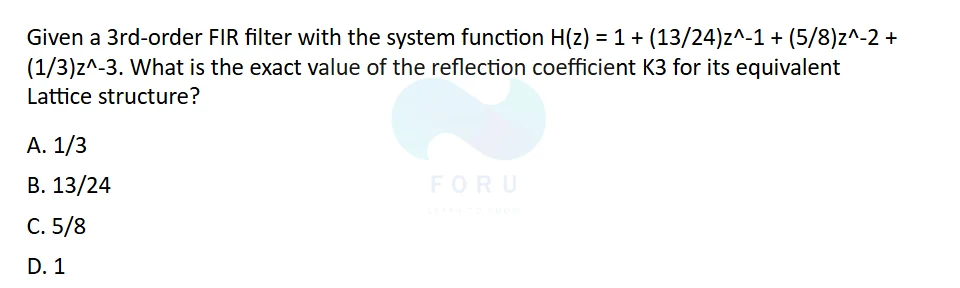 Given a 3rd-order FIR filter with the system function H(z) = 1 + (13/24)z^-1 + (5/8)z^-2 +
(1/3)z^-3. What is the exact value of the reflection coefficient K3 for its equivalent
Lattice structure?
A. 1/3
B. 13/24
FORU
C. 5/8
D. 1